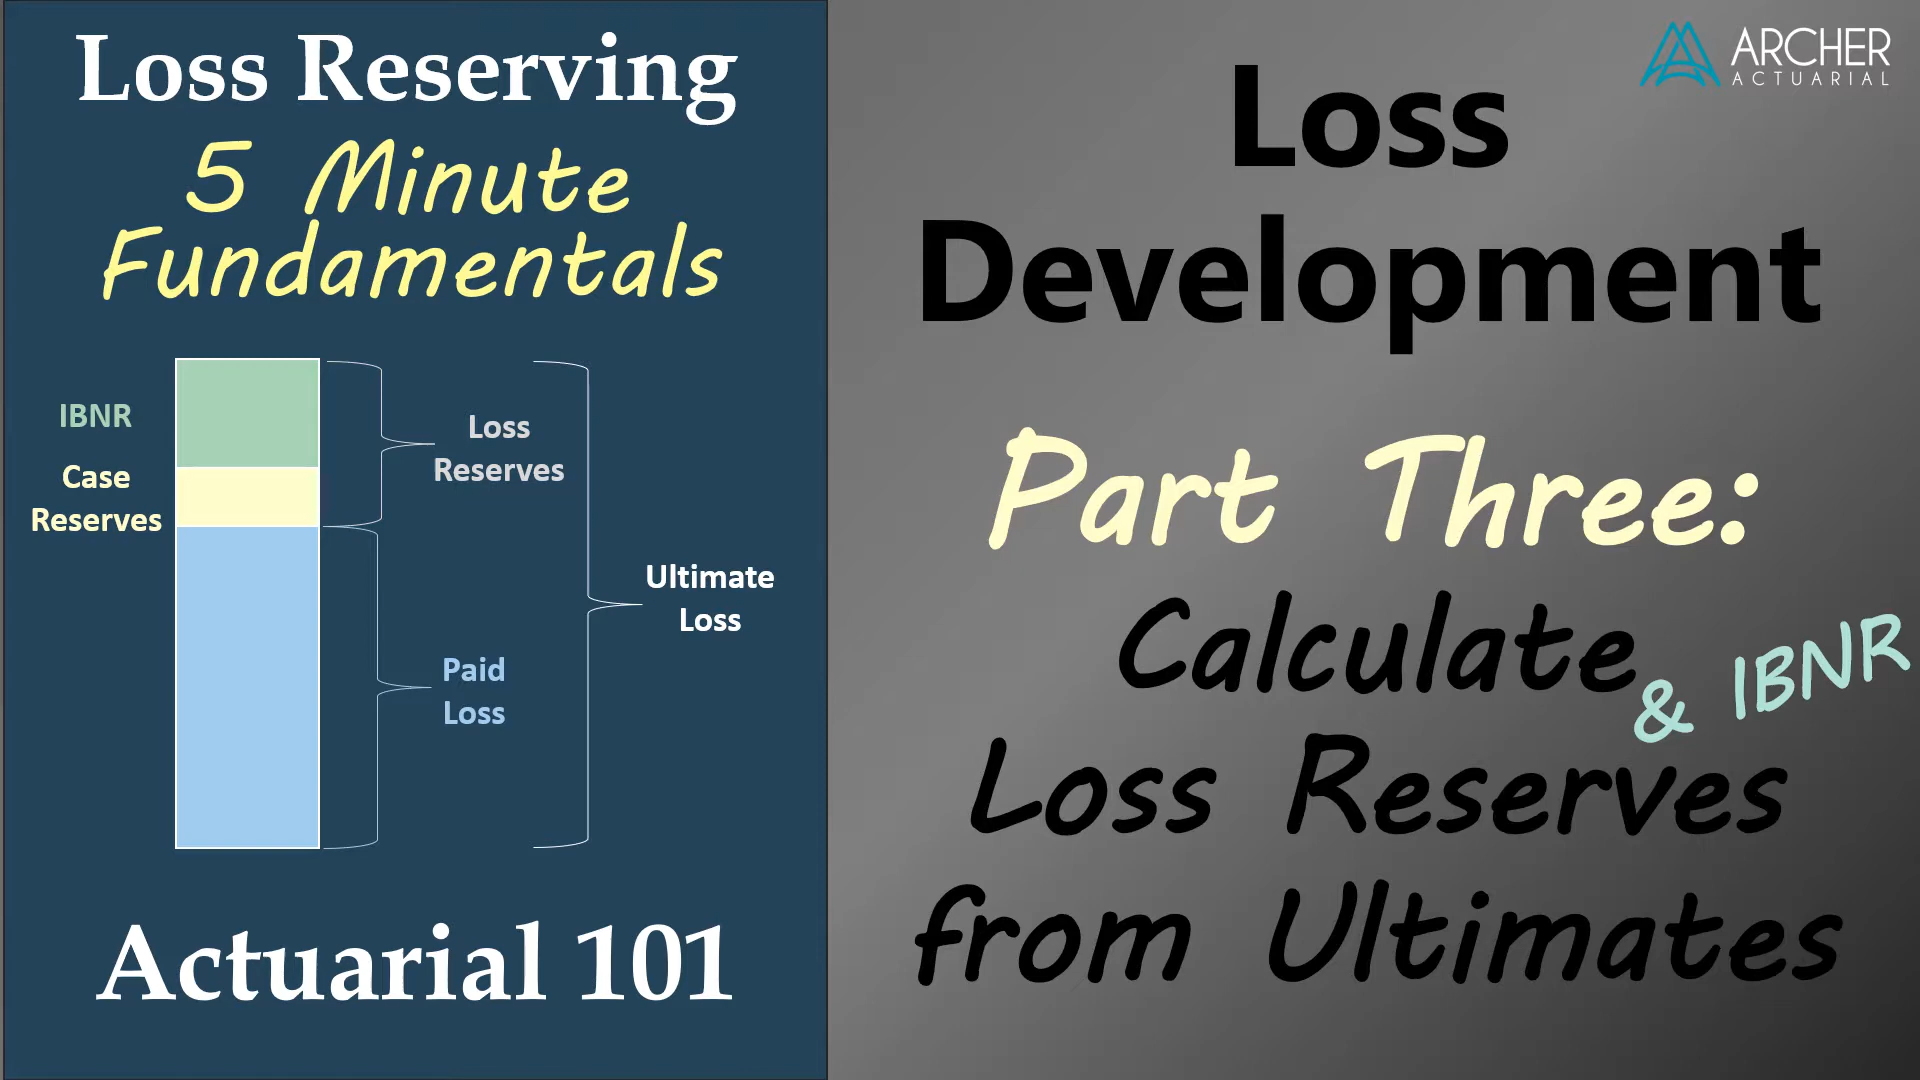 Loss Reserving
5 Minute
Fundamentals
IBNR
Case
Reserves
Loss
Reserves
Ultimate
Loss
Paid
Loss
Actuarial 101
ARCHER
ACTUARIAL
Loss
Development
Part Three:
Calculate
& IBNR
Loss Reserves
from Ultimates